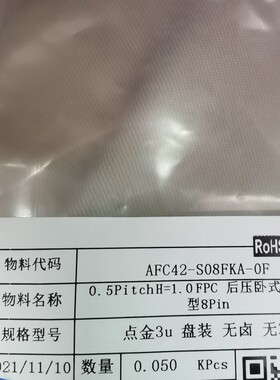 RoHS
物料代码 AFC42-S08FKA-0F
物料名称 0.5PitchH=1.0FPC 后压卧式
型8Pin
规格型号 点金3u 盘装 无卤
2021/11/10 数量 0.050 KPcs